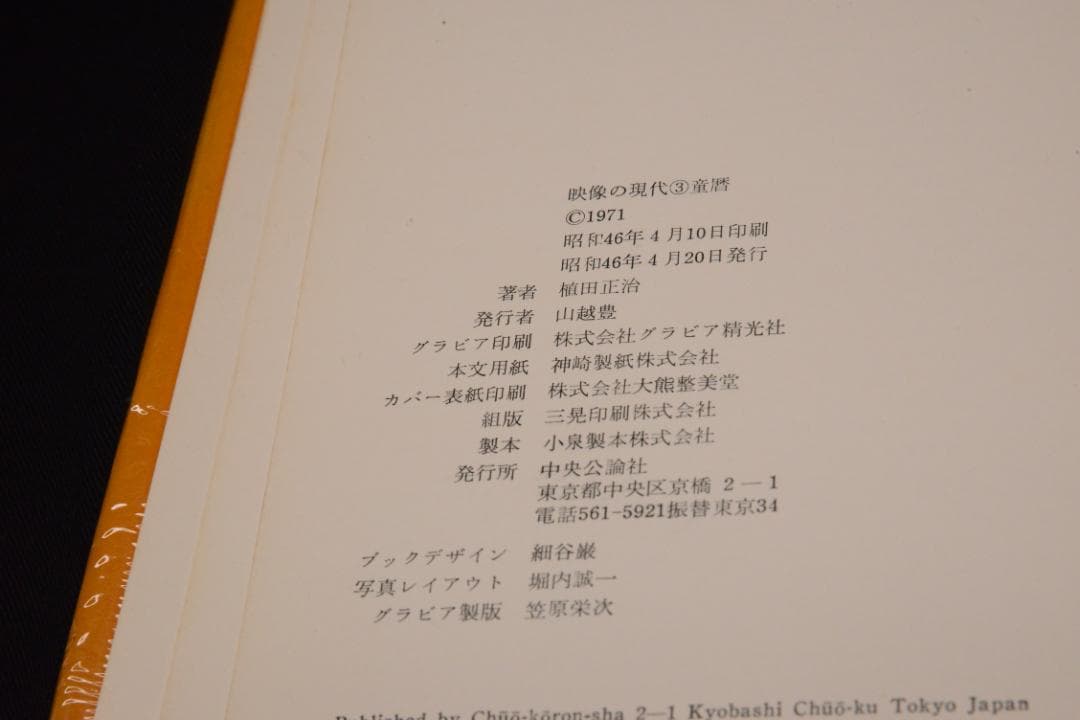 映像の現代③童暦
©1971
昭和46年4月10日印刷
昭和46年4月20日発行
著者 植田正治
発行者 山越豊
グラビア印刷 株式会社グラビア精光社
本文用紙 神崎製紙株式会社
カバー表紙印刷 株式会社大熊整美堂
組版 三晃印刷株式会社
製本 小泉製本株式会社
発行所 中央公論社
東京都中央区京橋 2―1
電話561-5921振替東京34
ブックデザイン 細谷巌
写真レイアウト 堀内誠一
グラビア製版 笠原栄次
Published by Chūō-kōron-sha 2―1 Kyobashi Chūō-ku Tokyo Japan